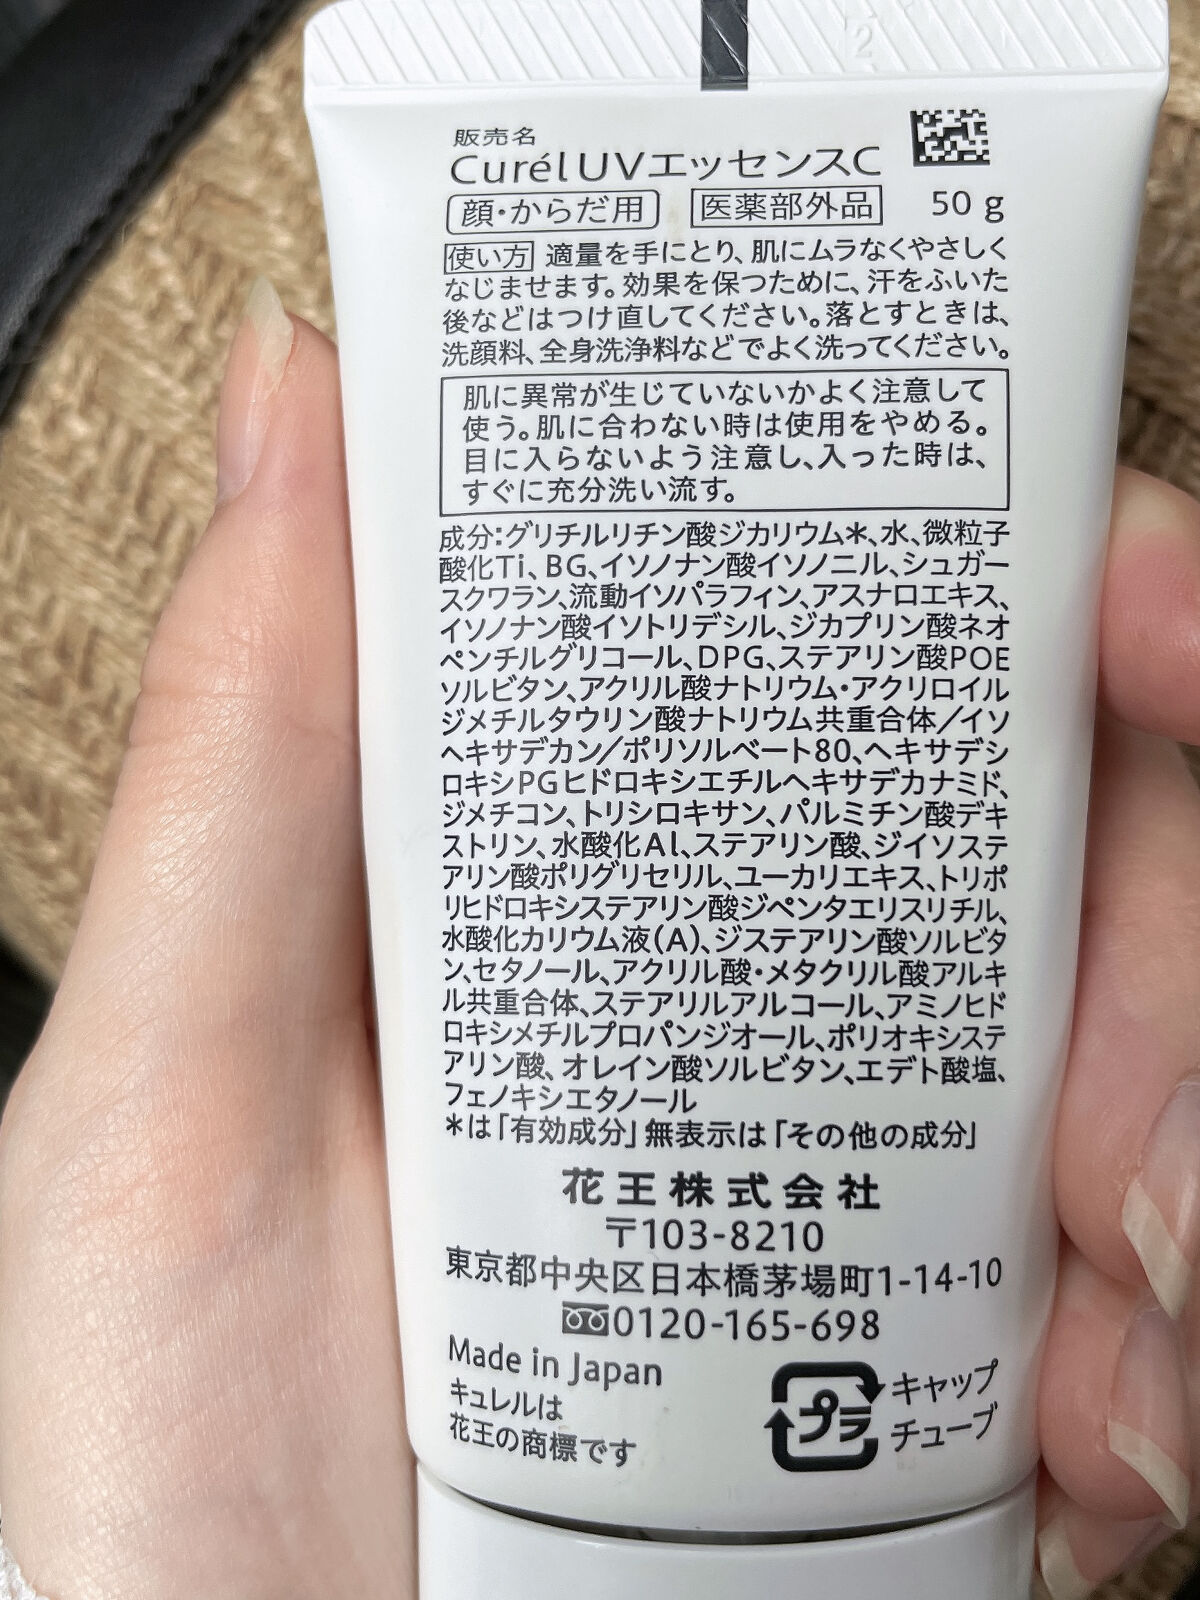 2
販売名
CurélUVエッセンスC
顔・からだ用 医薬部外品 50 g
使い方 適量を手にとり、肌にムラなくやさしく
なじませます。効果を保つために、汗をふいた
後などはつけ直してください。落とすときは、
洗顔料、全身洗浄料などでよく洗ってください。
肌に異常が生じていないかよく注意して
使う。肌に合わない時は使用をやめる。
目に入らないよう注意し、入った時は、
すぐに充分洗い流す。
成分:グリチルリチン酸ジカリウム*、水、微粒子
酸化Ti、BG、イソノナン酸イソノニル、シュガー
スクワラン、流動イソパラフィン、アスナロエキス、
イソノナン酸イソトリデシル、ジカプリン酸ネオ
ペンチルグリコール、DPG、ステアリン酸POE
ソルビタン、アクリル酸ナトリウム・アクリロイル
ジメチルタウリン酸ナトリウム共重合体/イソ
ヘキサデカン/ポリソルベート80、ヘキサデシ
ロキシPGヒドロキシエチルヘキサデカナミド、
ジメチコン、トリシロキサン、パルミチン酸デキ
ストリン、水酸化Al、ステアリン酸、ジイソステ
アリン酸ポリグリセリル、ユーカリエキス、トリポ
リヒドロキシステアリン酸ジペンタエリスリチル、
水酸化カリウム液(A)、ジステアリン酸ソルビタ
ン、セタノール、アクリル酸・メタクリル酸アルキ
ル共重合体、ステアリルアルコール、アミノヒド
ロキシメチルプロパンジオール、ポリオキシステ
アリン酸、オレイン酸ソルビタン、エデト酸塩、
フェノキシエタノール
*は「有効成分」無表示は「その他の成分」
花王株式会社
〒103-8210
東京都中央区日本橋茅場町1-14-10
0120-165-698
Made in Japan
キュレルは
花王の商標です
プラ キャップ
チューブ